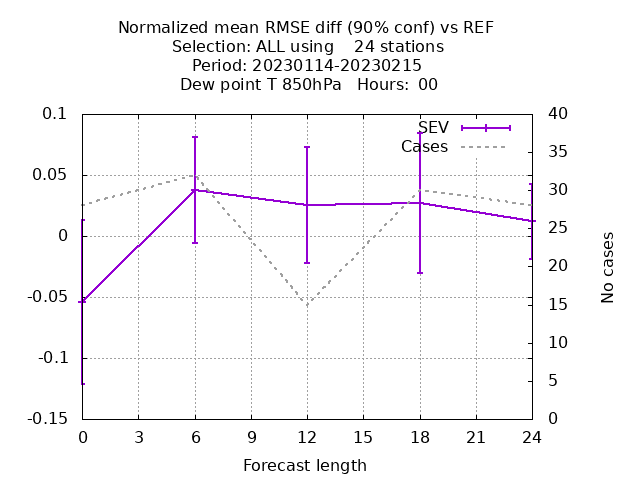 Normalized mean RMSE diff (90% conf) vs REF
Selection: ALL using    24 stations
Period: 20230114-20230215
Dew point T 850hPa   Hours:  00
SEV
Cases
0.1
0.05
0
-0.05
-0.1
-0.15
40
35
30
25
20
15
10
5
0
No cases
0 3 6 9 12 15 18 21 24
Forecast length